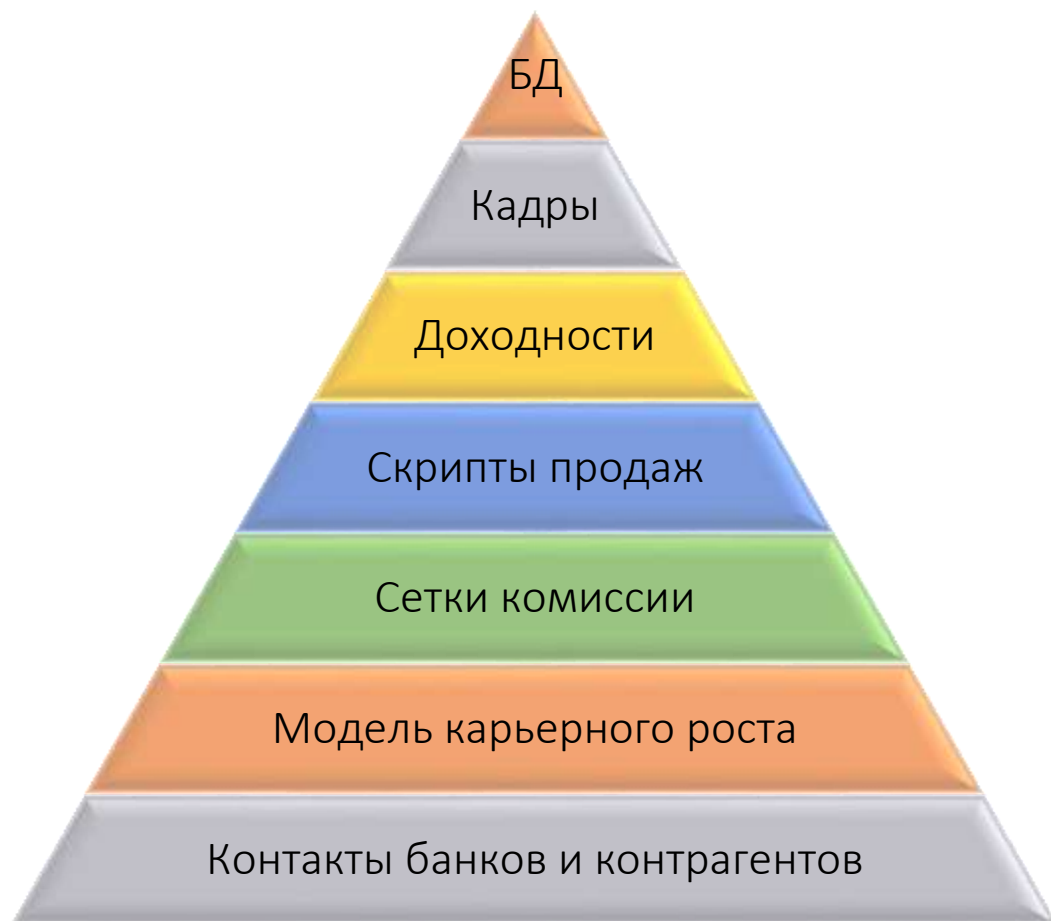 БД
Кадры
Доходности
Скрипты продаж
Сетки комиссии
Модель карьерного роста
Контакты банков и контрагентов